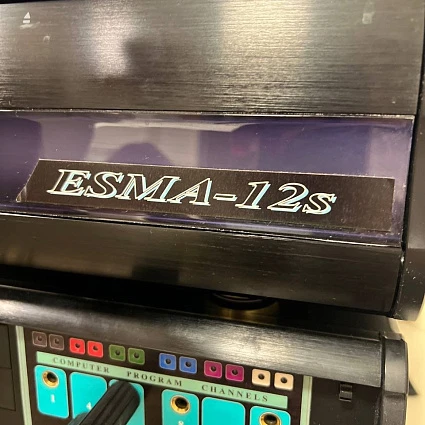 ESMA-12s
COMPUTER PROGRAM CHANNELS